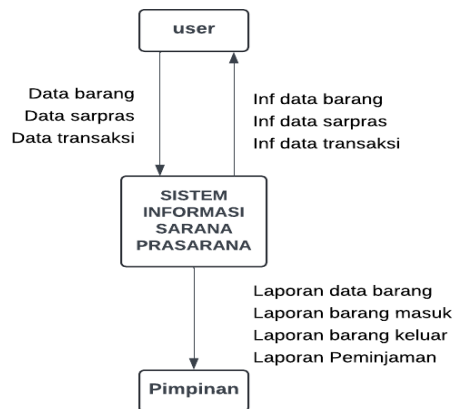 user
Data barang
Data sarpras
Data transaksi
Inf data barang
Inf data sarpras
Inf data transaksi
SISTEM
INFORMASI
SARANA
PRASARANA
Laporan data barang
Laporan barang masuk
Laporan barang keluar
Laporan Peminjaman
Pimpinan